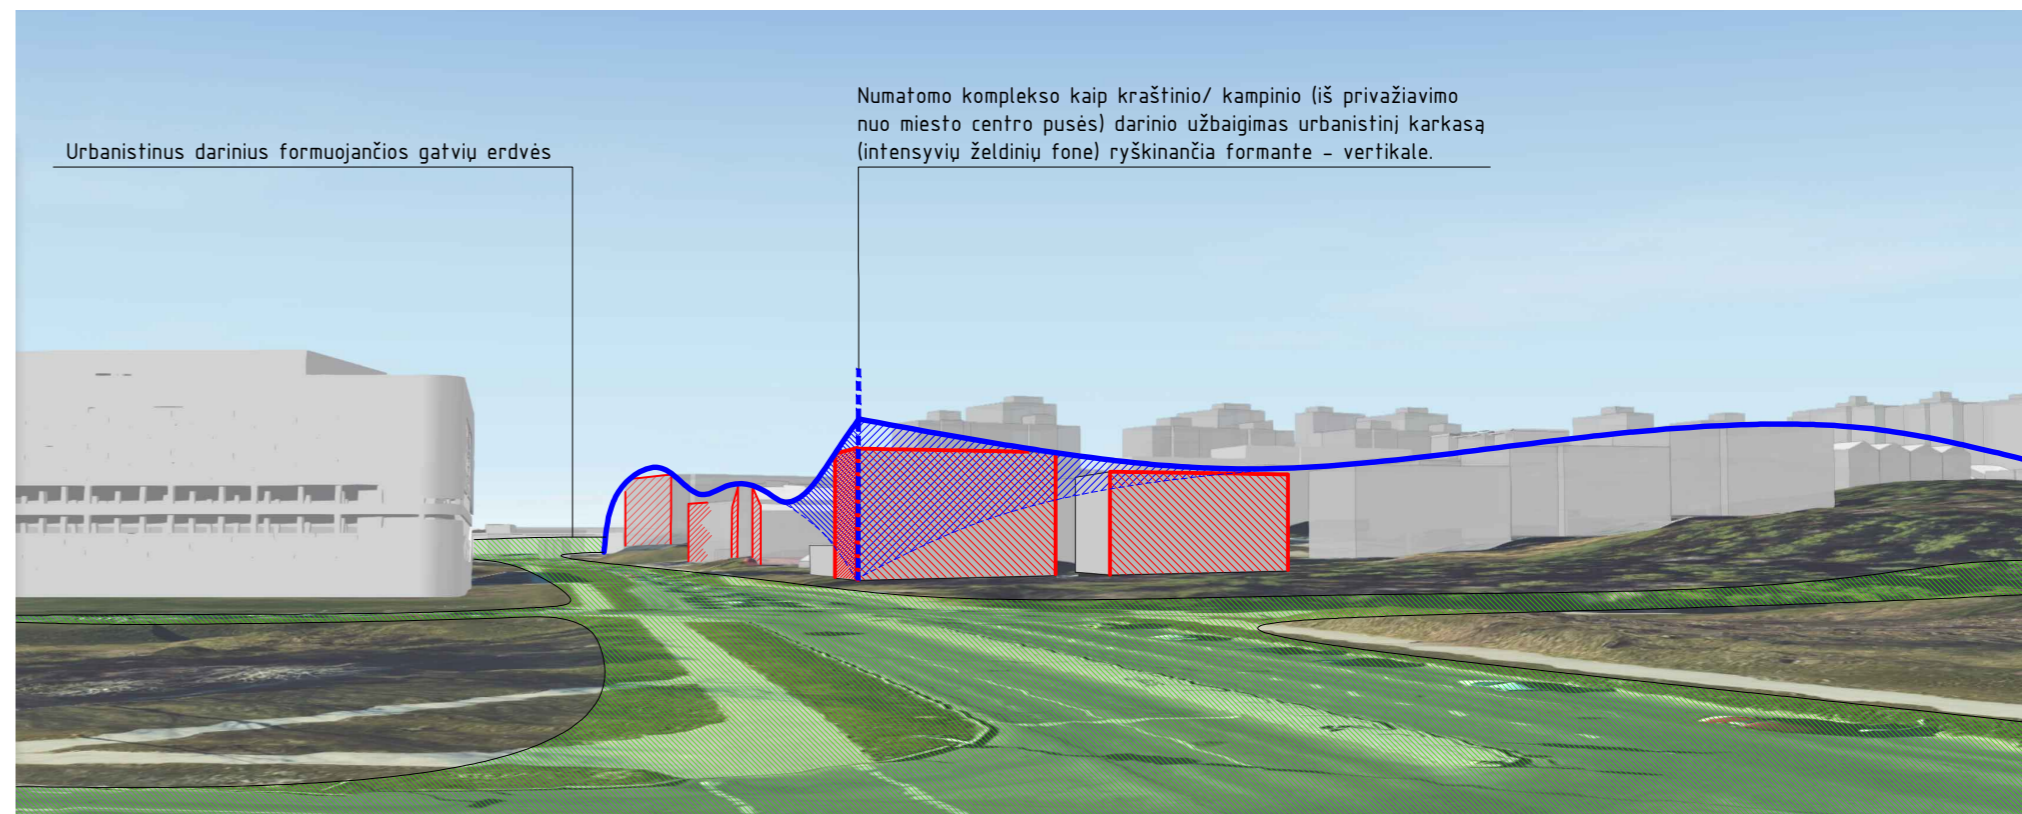 Urbanistinus darinius formuojančios gatvių erdvės
Numatomo komplekso kaip kraštinio/ kampinio (iš privažiavimo
nuo miesto centro pusės) darinio užbaigimas urbanistinį karkasą
(intensyvių želdinių fone) ryškinančia formante - vertikale.